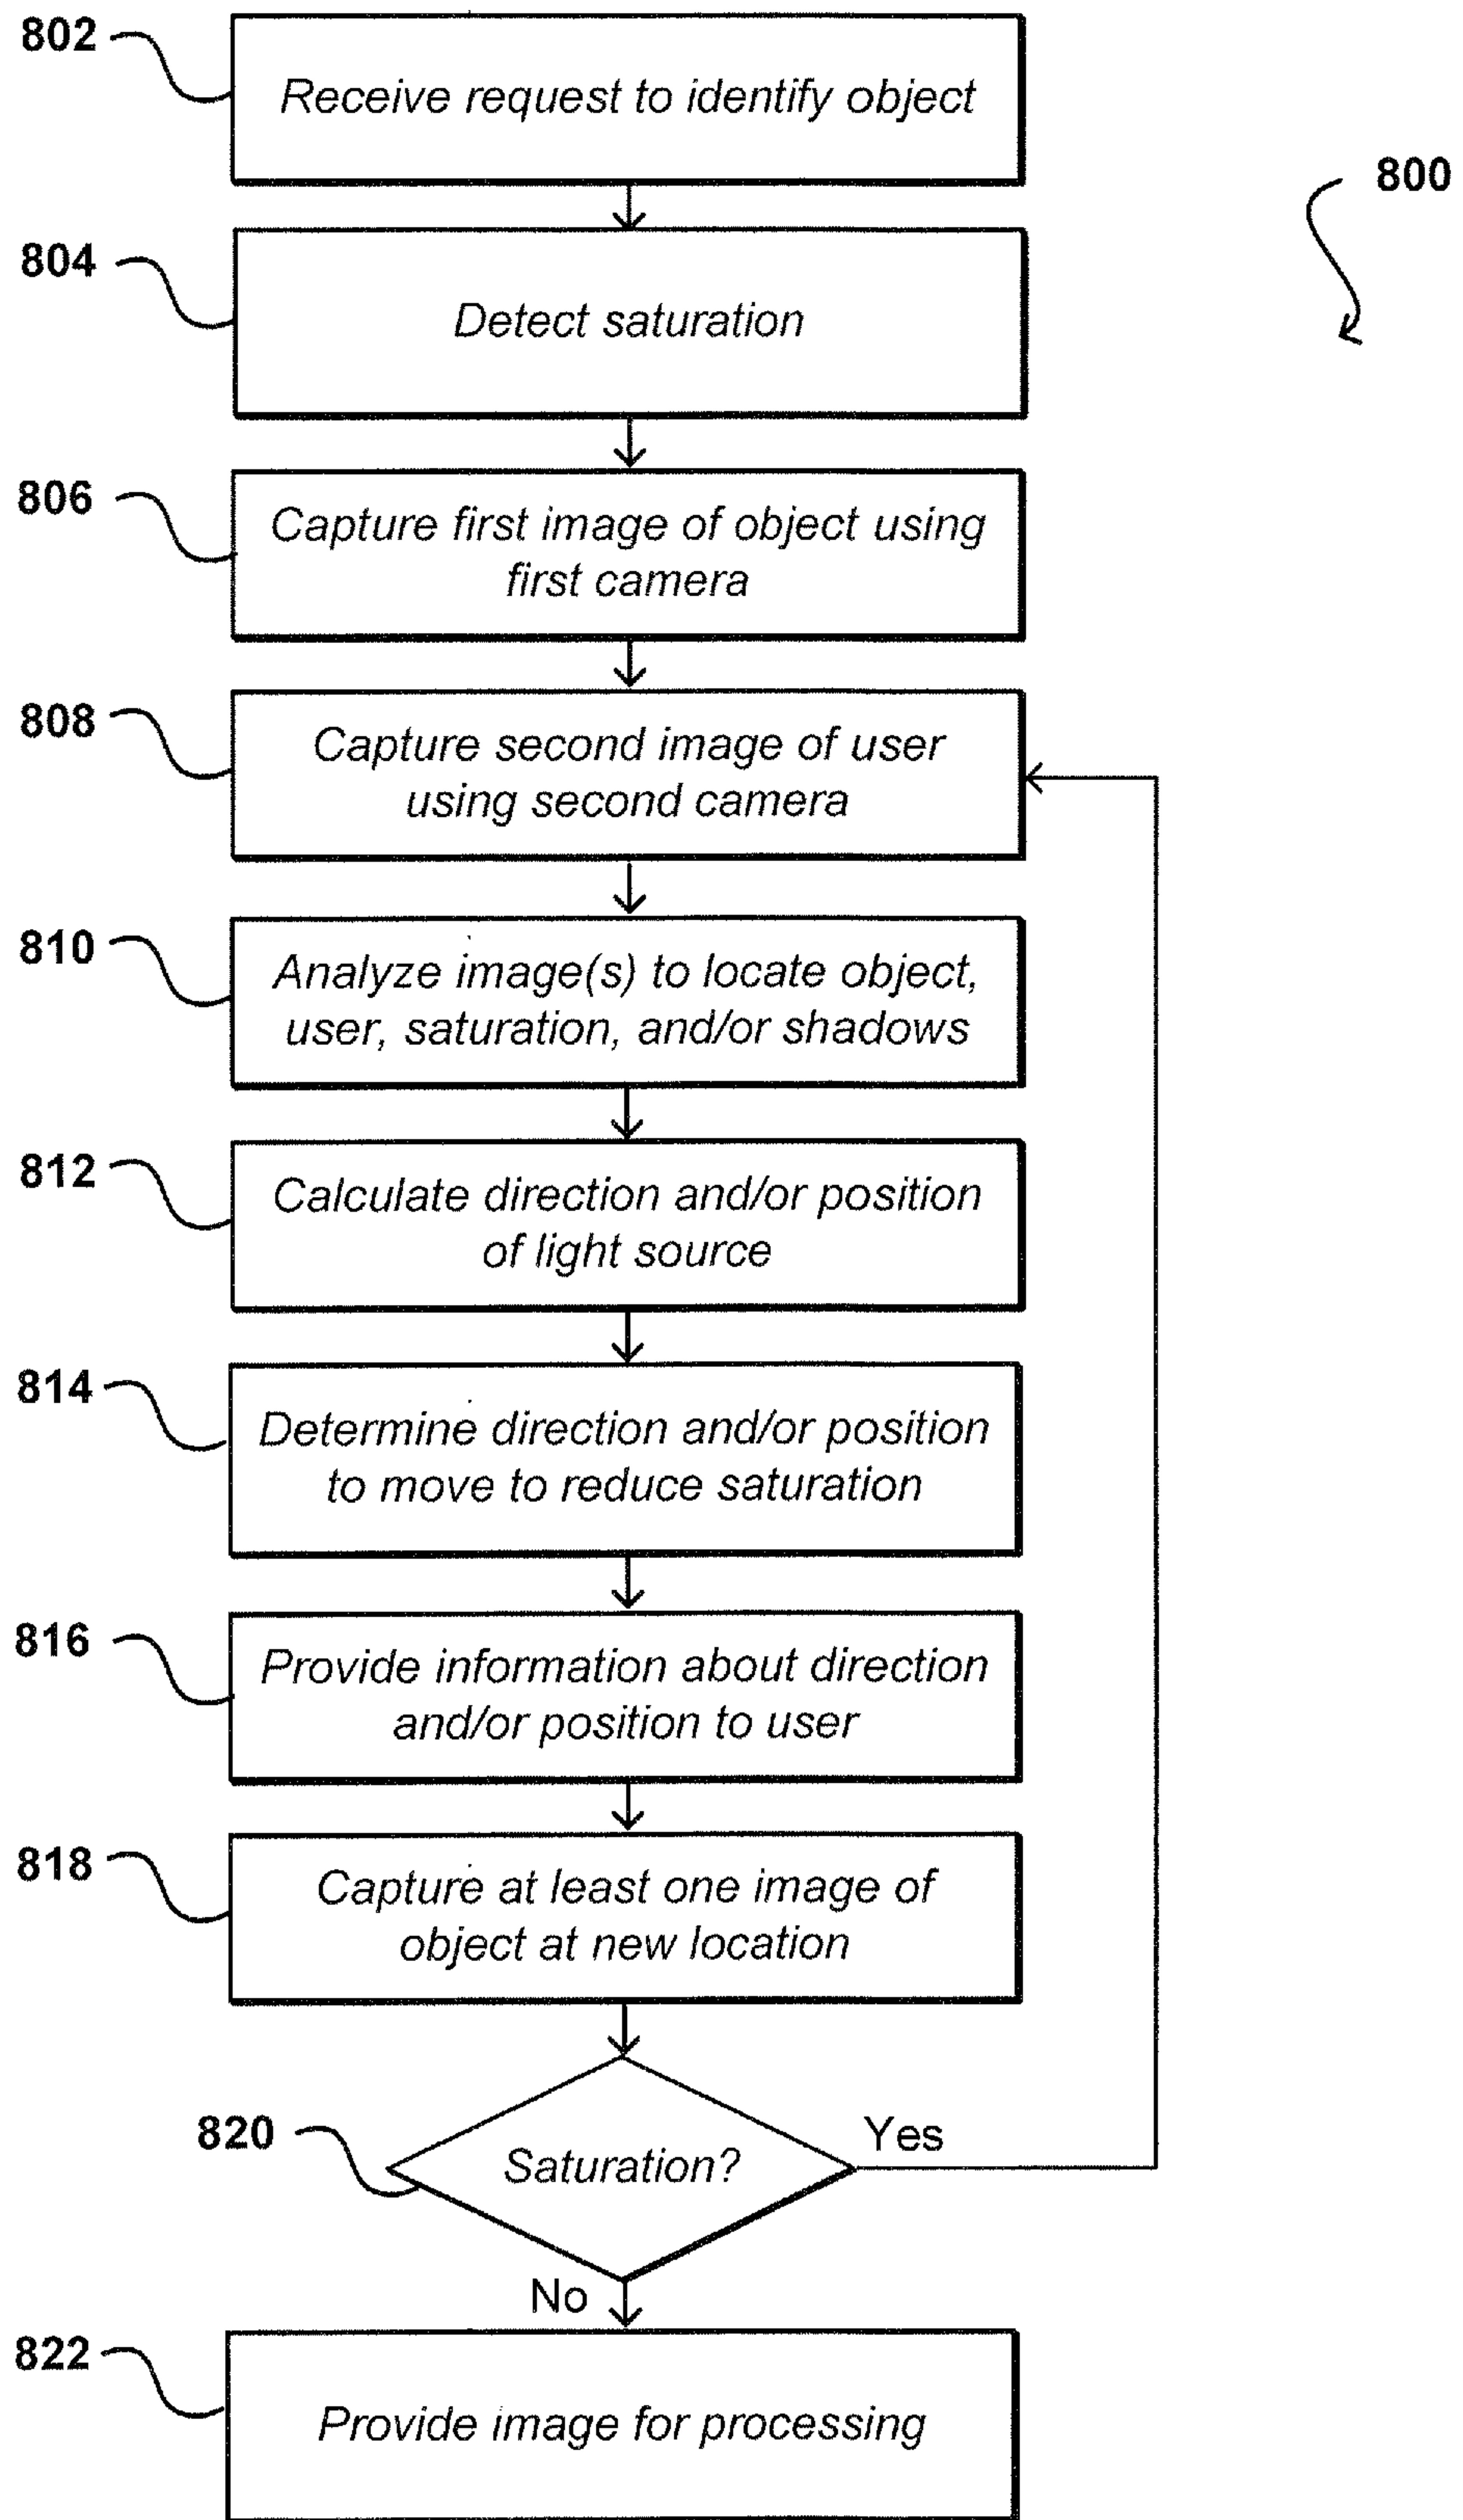 802
Receive request to identify object
800
804
Detect saturation
806
Capture first image of object using
first camera
808
Capture second image of user
using second camera
810
Analyze image(s) to locate object,
user, saturation, and/or shadows
812
Calculate direction and/or position
of light source
814
Determine direction and/or position
to move to reduce saturation
816
Provide information about direction
and/or position to user
818
Capture at least one image of
object at new location
820
Saturation?
Yes
No
822
Provide image for processing